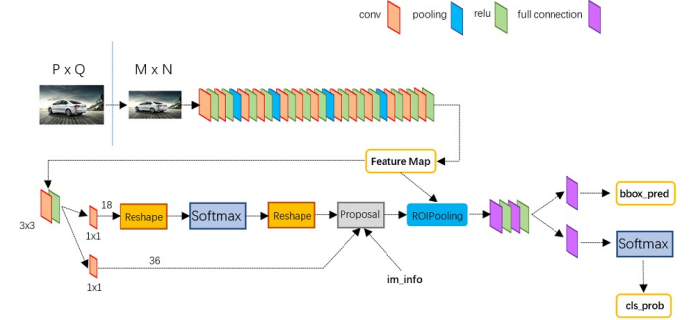 conv
pooling
relu
full connection
P x Q
M x N
Feature Map
3x3
1x1
18
Reshape
Softmax
Reshape
Proposal
ROIPooling
bbox_pred
Softmax
1x1
36
im_info
cls_prob